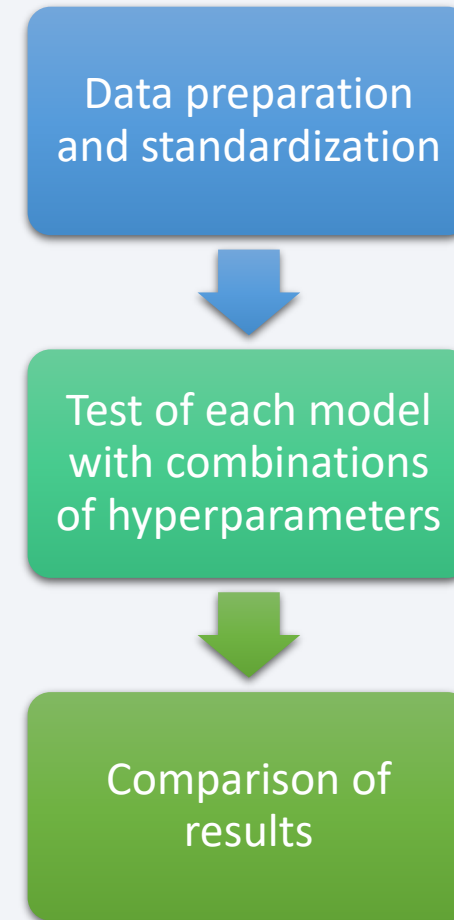 Data preparation
and standardization
Test of each model
with combinations
of hyperparameters
Comparison of
results